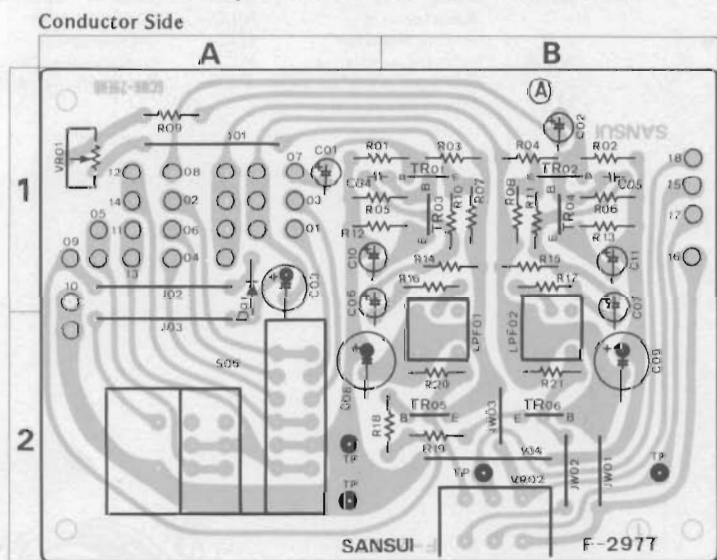 Conductor Side
A B
1
2
A
R09
J01
VR01
C01
C02
R01 R03 R04 R02
TR01 TR02
12 08 07
18
15
C04 C05
R05 R10 R07 R08 R11 R06
TR03 TR04
14 02 03
17
05 11 06 01
R12 R13
09 13 04
16
C10 R14 R15 C11
10
J02
D01
C03
R16 R17
C06 C07
J03
LPF01 LPF02
S06
C08 C09
R20 R21
TR05 TR06
B E E B
R18 R19
JW03
J04
JW02 JW01
TP TP TP TP
VR02
SANSUI F-2977
SANSUI